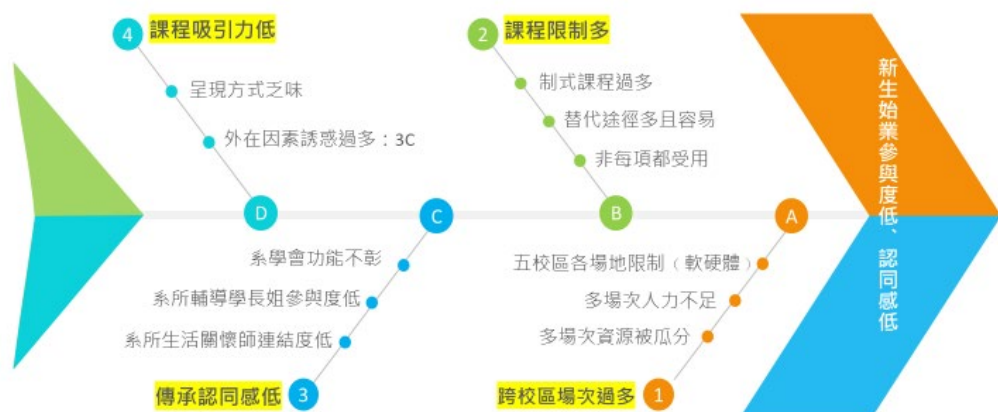 4 課程吸引力低
呈現方式乏味
外在因素誘惑過多：3C
2 課程限制多
制式課程過多
替代途徑多且容易
非每項都受用
D
C
B
A
系學會功能不彰
系所輔導學長姐參與度低
系所生活關懷師連結度低
傳承認同感低 3
五校區各場地限制（軟硬體）
多場次人力不足
多場次資源被瓜分
跨校區場次過多 1
新生始業參與度低、認同感低